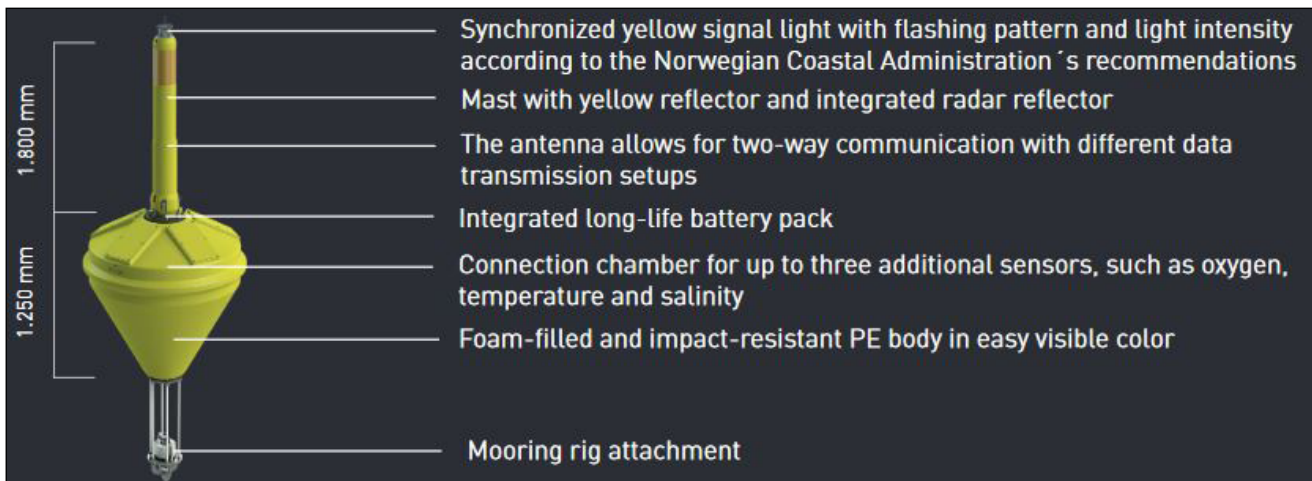 Synchronized yellow signal light with flashing pattern and light intensity
according to the Norwegian Coastal Administration´s recommendations
Mast with yellow reflector and integrated radar reflector
The antenna allows for two-way communication with different data
transmission setups
Integrated long-life battery pack
Connection chamber for up to three additional sensors, such as oxygen,
temperature and salinity
Foam-filled and impact-resistant PE body in easy visible color
Mooring rig attachment
1.800 mm
1.250 mm